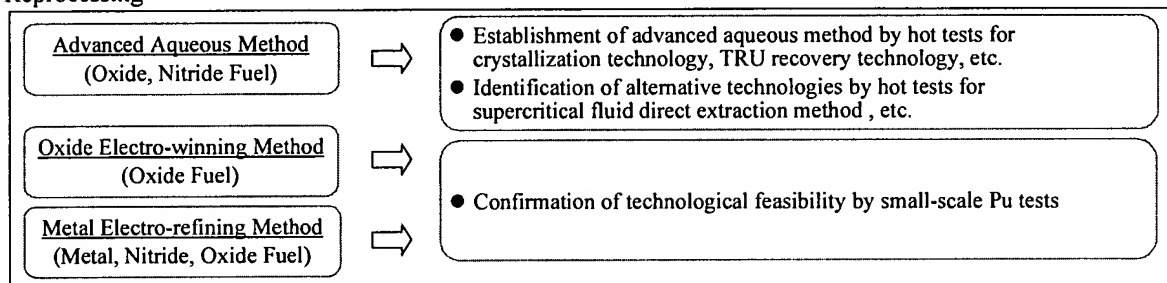 Reprocessing
Advanced Aqueous Method
(Oxide, Nitride Fuel)
● Establishment of advanced aqueous method by hot tests for
crystallization technology, TRU recovery technology, etc.
● Identification of alternative technologies by hot tests for
supercritical fluid direct extraction method , etc.
Oxide Electro-winning Method
(Oxide Fuel)
Metal Electro-refining Method
(Metal, Nitride, Oxide Fuel)
● Confirmation of technological feasibility by small-scale Pu tests